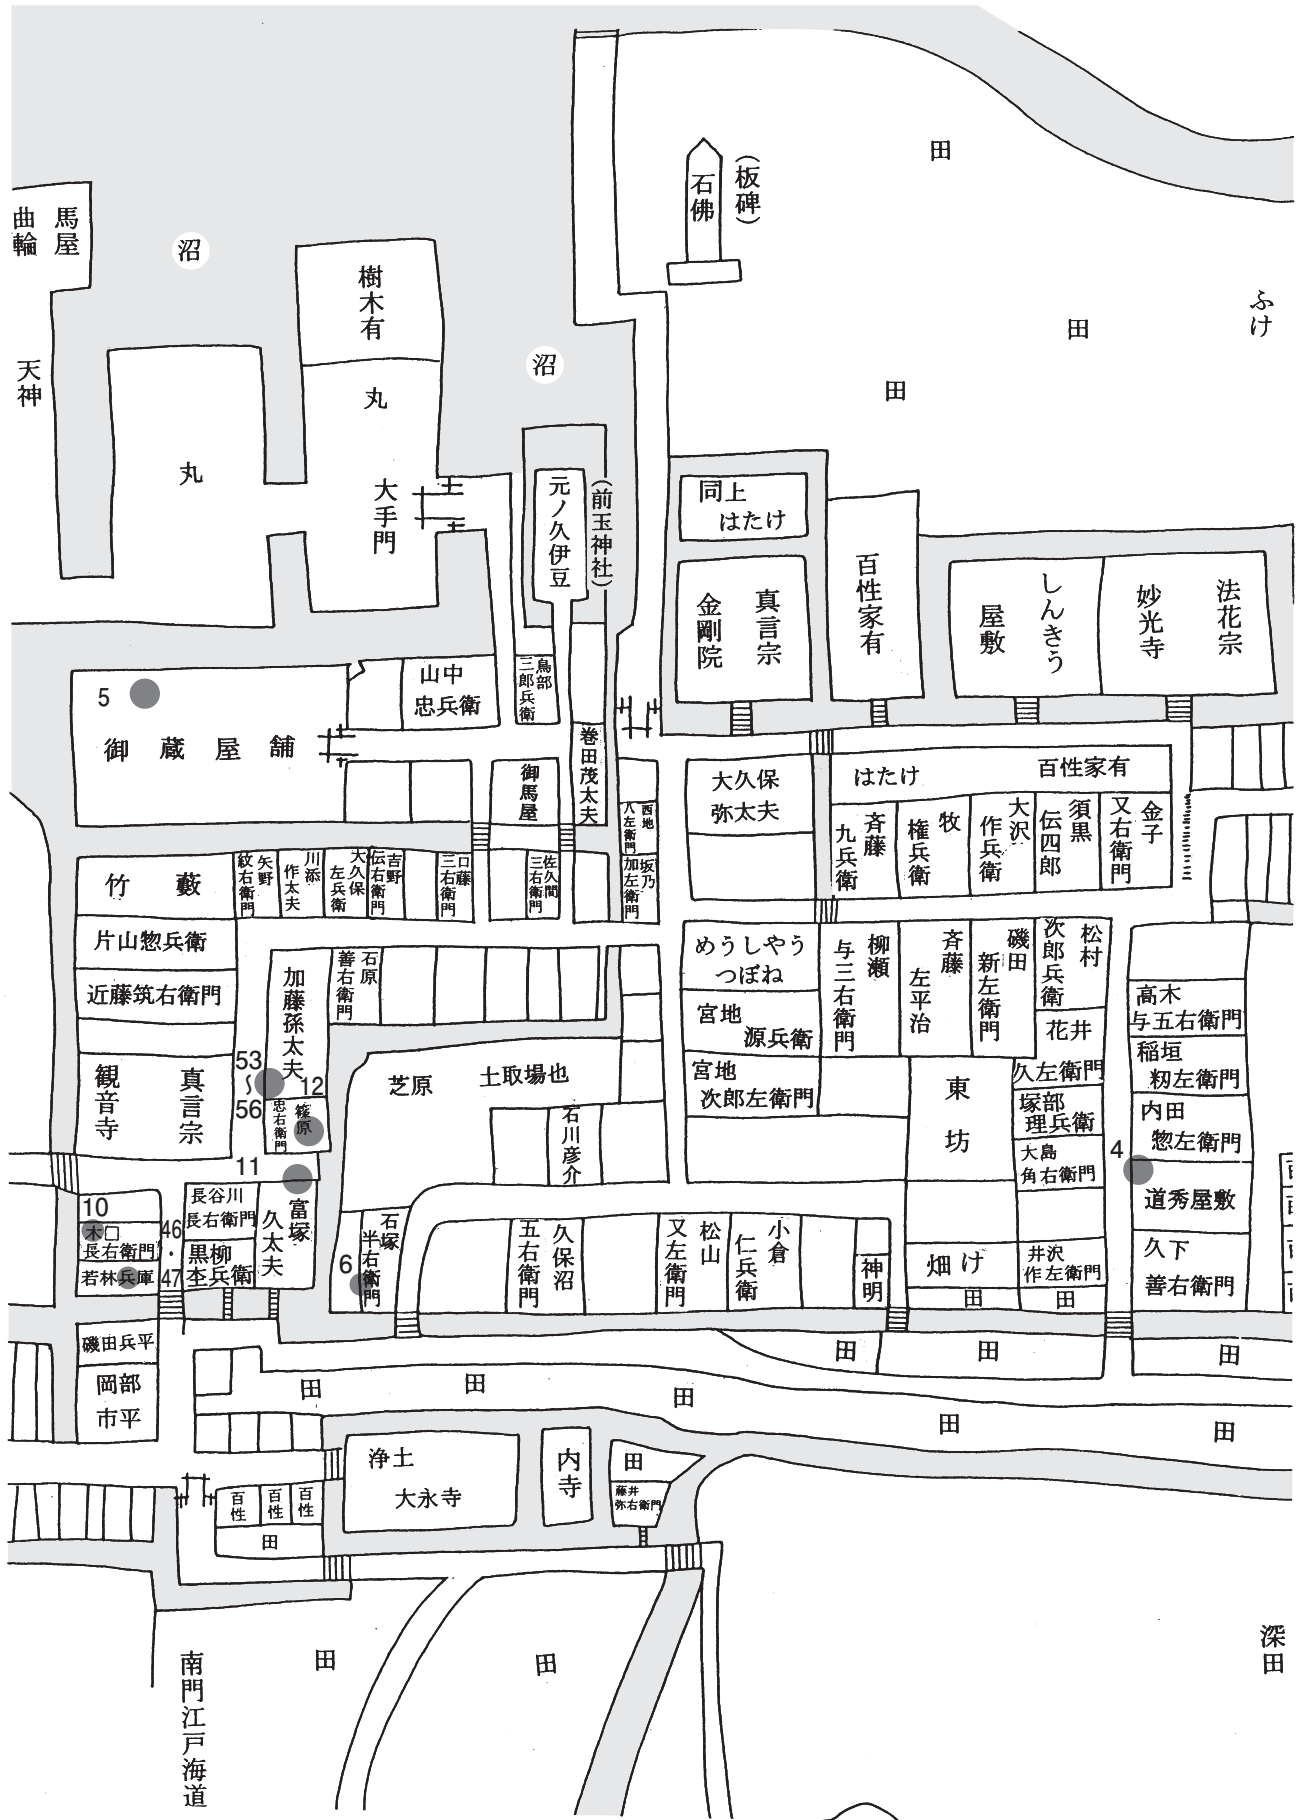 馬屋
曲輪
沼
樹木有
丸
大手門
天神
丸
沼
石佛
（板碑）
田
田
田
ふけ
元ノ久伊豆
（前玉神社）
同上
はたけ
真言宗
金剛院
百性家有
しんきう
屋敷
法花宗
妙光寺
5
御蔵屋舗
山中
忠兵衛
鳥部
三郎兵衛
巻田茂太夫
御馬屋
西地
八左衛門
坂乃
加左衛門
大久保
弥太夫
はたけ
百性家有
斉藤
九兵衛
牧
権兵衛
大沢
作兵衛
須黒
伝四郎
金子
又右衛門
竹藪
矢野
紋右衛門
川添
作太夫
大久保
左兵衛
吉野
伝右衛門
口藤
三右衛門
佐久間
三右衛門
片山惣兵衛
近藤筑右衛門
真言宗
観音寺
加藤孫太夫
石原
善右衛門
53
〜
56
12
篠原
忠右衛門
芝原
土取場也
石川彦介
めうしやう
つぼね
宮地
源兵衛
宮地
次郎左衛門
柳瀬
与三右衛門
斉藤
左平治
磯田
新左衛門
松村
次郎兵衛
花井
久左衛門
塚部
理兵衛
大島
角右衛門
東坊
高木
与五右衛門
稲垣
籾左衛門
内田
惣左衛門
4
道秀屋敷
久下
善右衛門
11
10
木□
長右衛門
若林兵庫
46
・
47
長谷川
長右衛門
黒柳
杢兵衛
富塚
久太夫
6
石塚
半右衛門
久保沼
五右衛門
松山
又左衛門
小倉
仁兵衛
神明
畑け
田
井沢
作左衛門
田
磯田兵平
岡部
市平
田
田
田
田
田
田
田
田
浄土
大永寺
内寺
田
藤井
弥右衛門
百性
百性
百性
田
南門江戸海道
田
田
深田